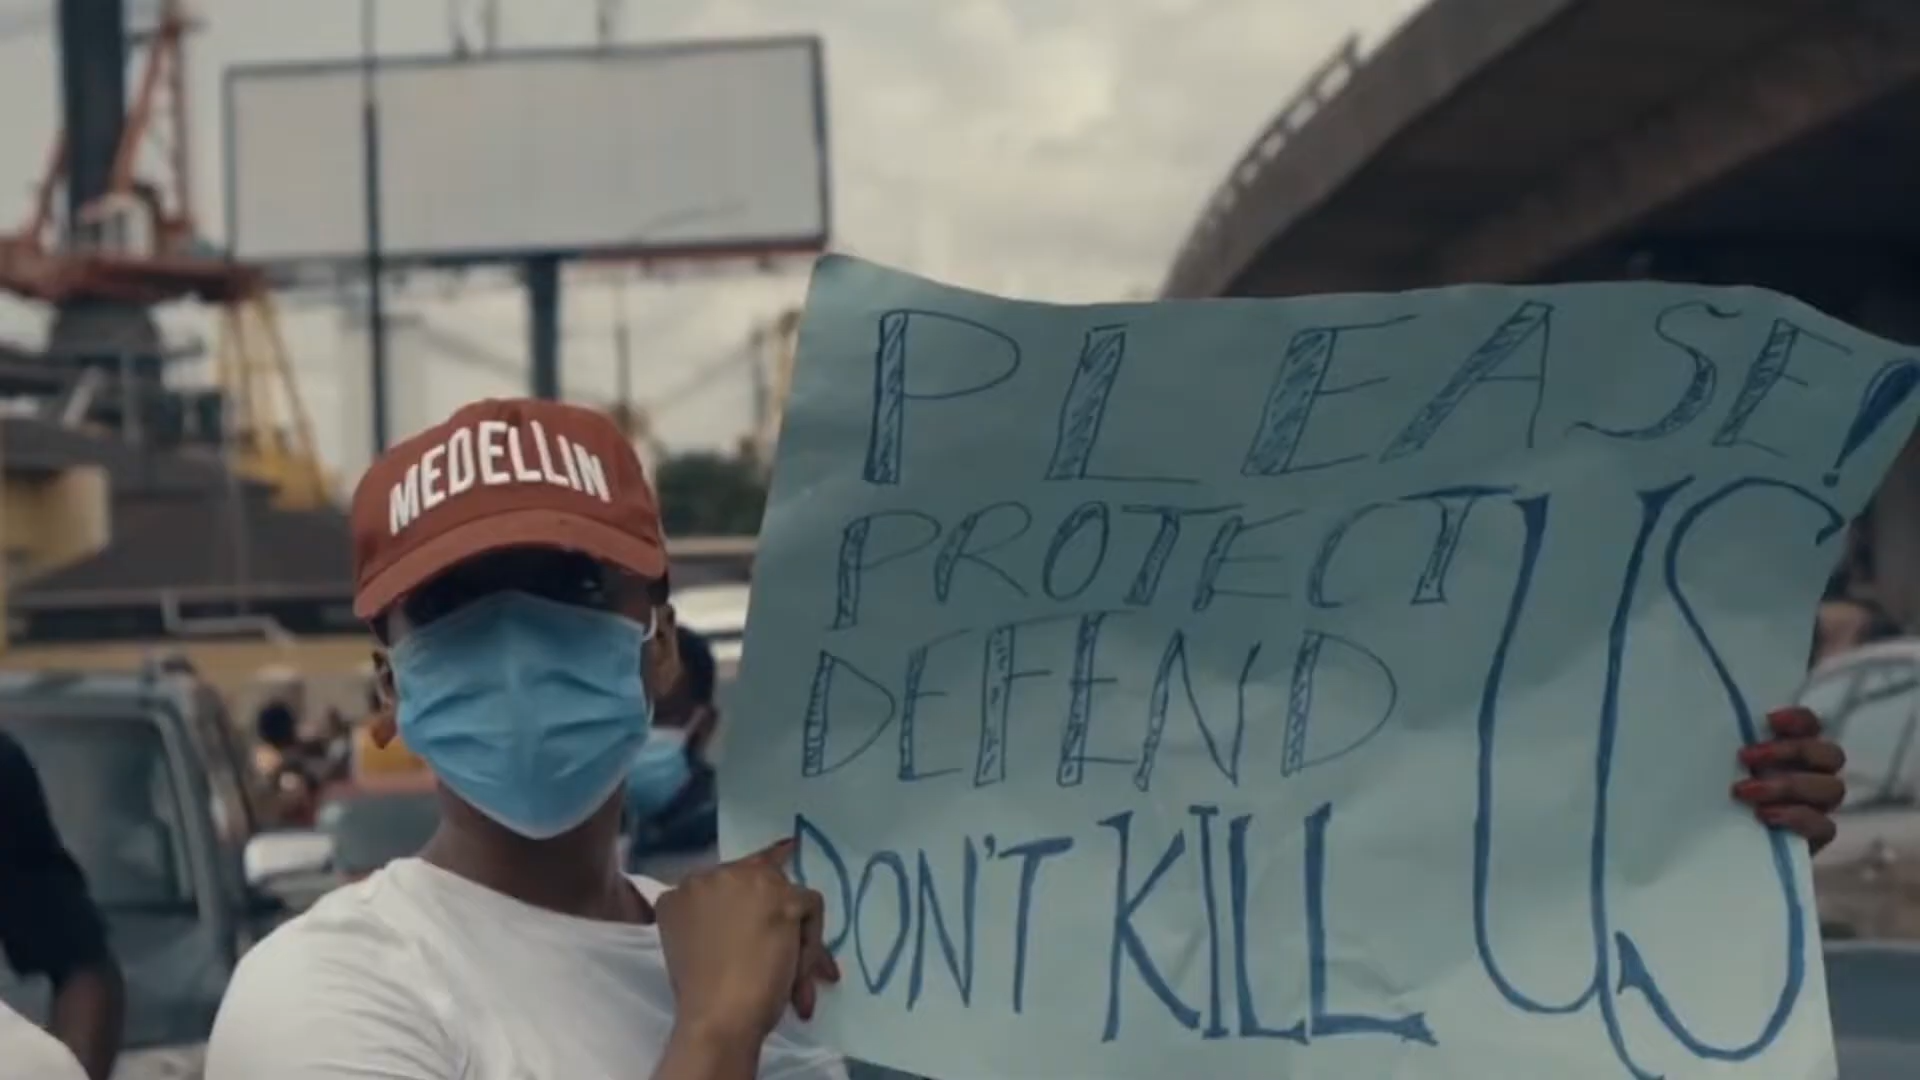 MEDELLIN
PLEASE!
PROTECT US
DEFEND
DON'T KILL